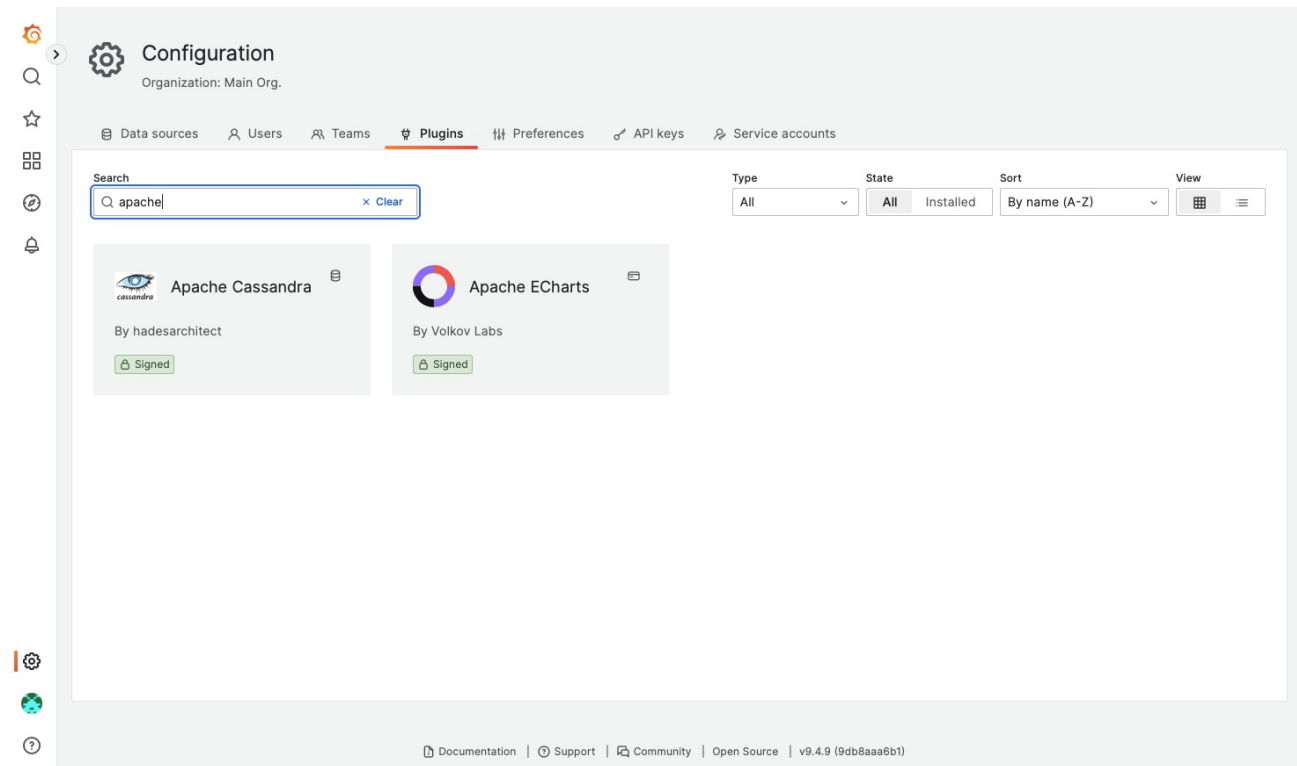 Configuration
Organization: Main Org.
Data sources Users Teams Plugins Preferences API keys Service accounts
Search Type State Sort View
apache Clear All All Installed By name (A-Z)
cassandra
Apache Cassandra
By hadesarchitect
Signed
Apache ECharts
By Volkov Labs
Signed
Documentation | Support | Community | Open Source | v9.4.9 (9db8aaa6b1)